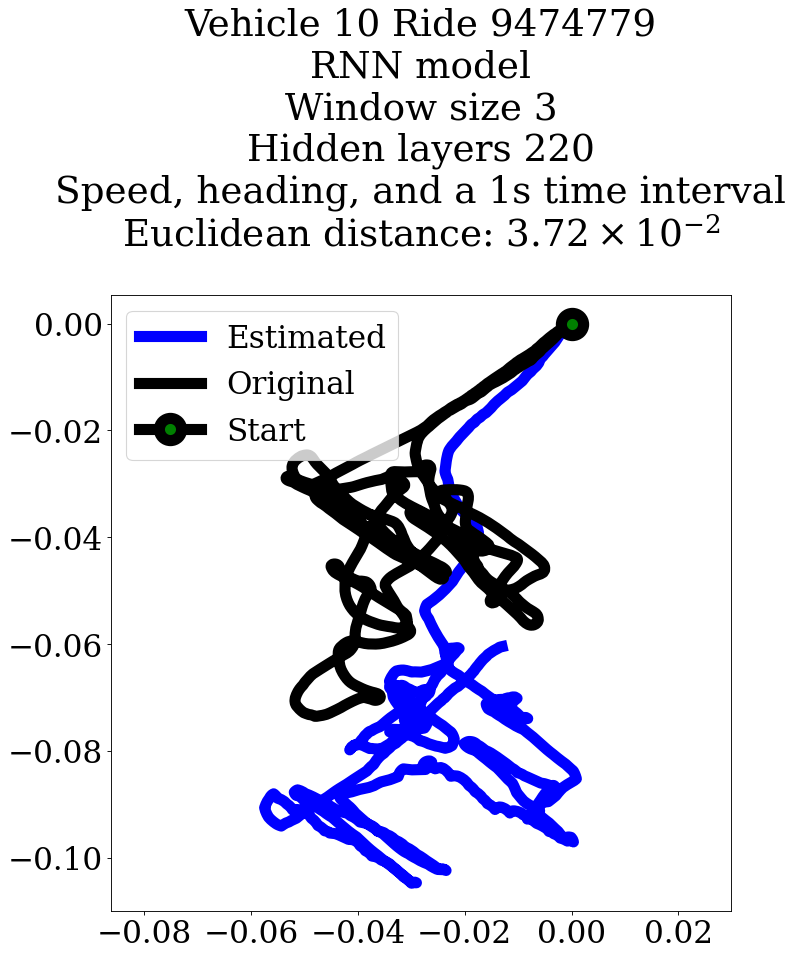 Vehicle 10 Ride 9474779
RNN model
Window size 3
Hidden layers 220
Speed, heading, and a 1s time interval
Euclidean distance: 3.72 × 10⁻²
Estimated
Original
Start
0.00
−0.02
−0.04
−0.06
−0.08
−0.10
−0.08 −0.06 −0.04 −0.02 0.00 0.02